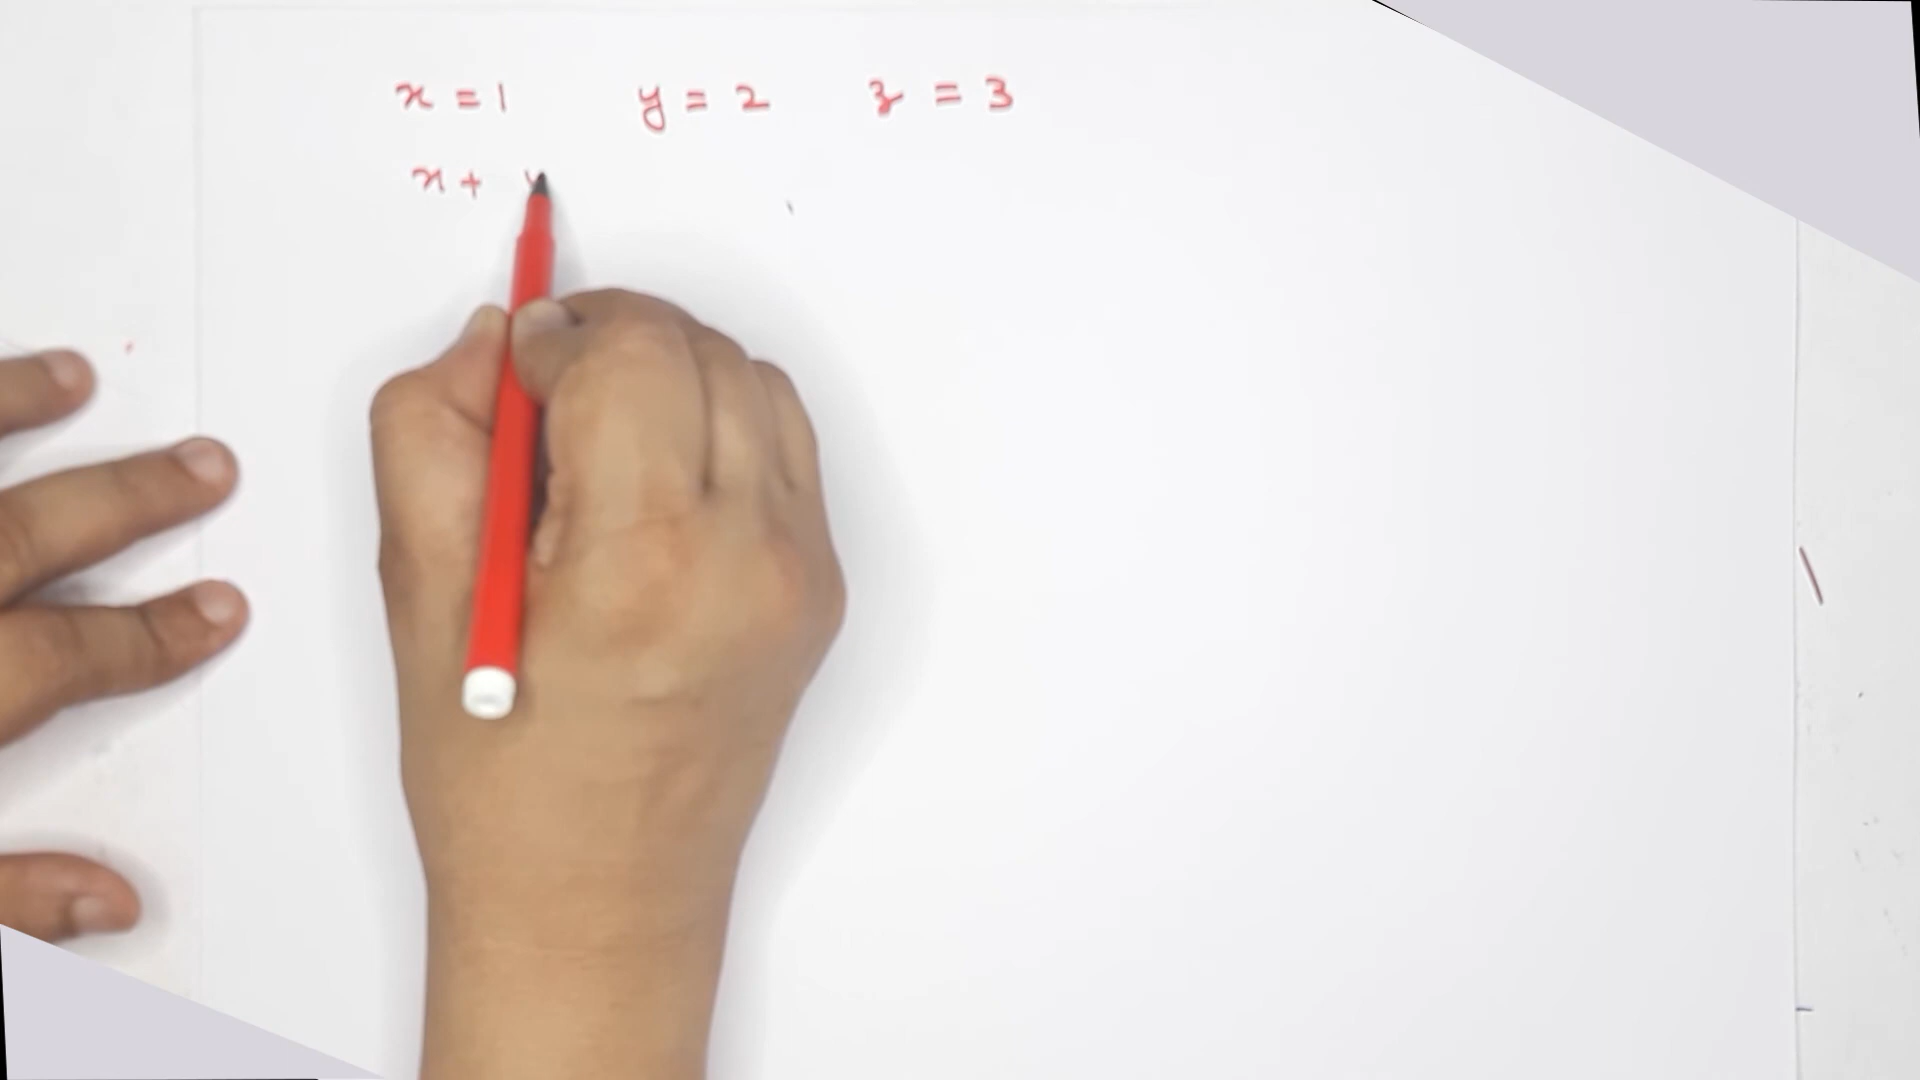 x = 1 y = 2 z = 3
x +